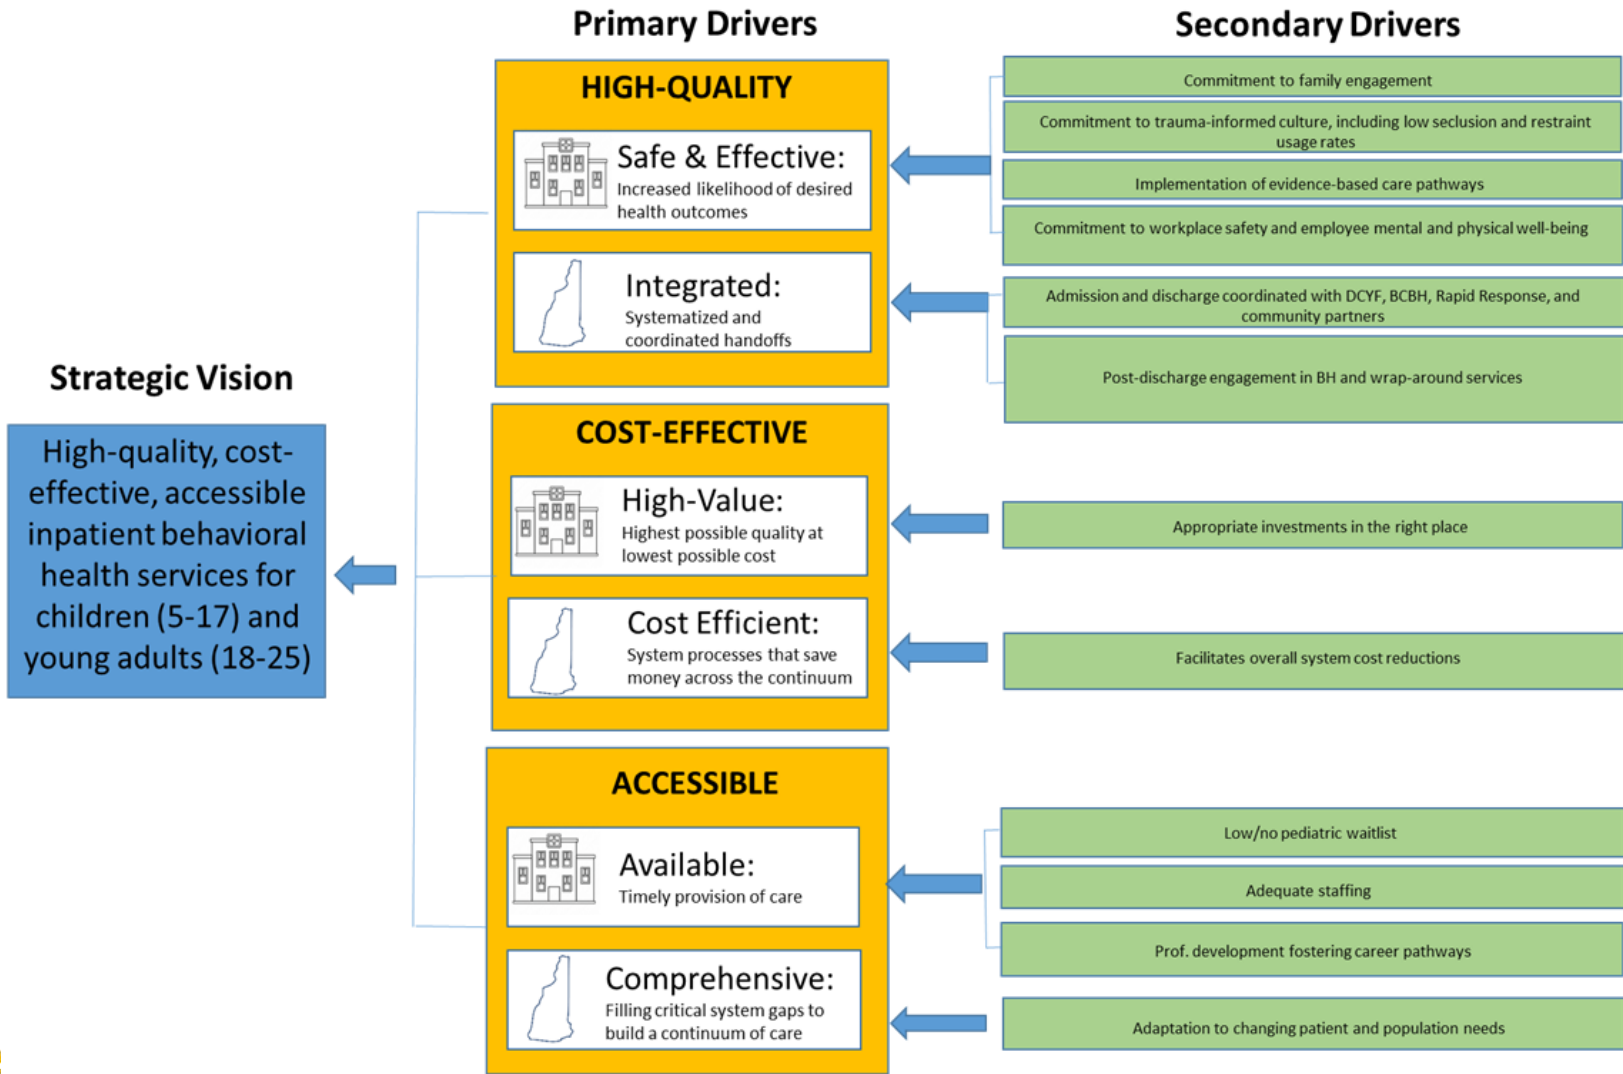 Primary Drivers
Secondary Drivers
Strategic Vision
High-quality, cost-
effective, accessible
inpatient behavioral
health services for
children (5-17) and
young adults (18-25)
HIGH-QUALITY
Safe & Effective:
Increased likelihood of desired
health outcomes
Integrated:
Systematized and
coordinated handoffs
COST-EFFECTIVE
High-Value:
Highest possible quality at
lowest possible cost
Cost Efficient:
System processes that save
money across the continuum
ACCESSIBLE
Available:
Timely provision of care
Comprehensive:
Filling critical system gaps to
build a continuum of care
Commitment to family engagement
Commitment to trauma-informed culture, including low seclusion and restraint
usage rates
Implementation of evidence-based care pathways
Commitment to workplace safety and employee mental and physical well-being
Admission and discharge coordinated with DCYF, BCBH, Rapid Response, and
community partners
Post-discharge engagement in BH and wrap-around services
Appropriate investments in the right place
Facilitates overall system cost reductions
Low/no pediatric waitlist
Adequate staffing
Prof. development fostering career pathways
Adaptation to changing patient and population needs